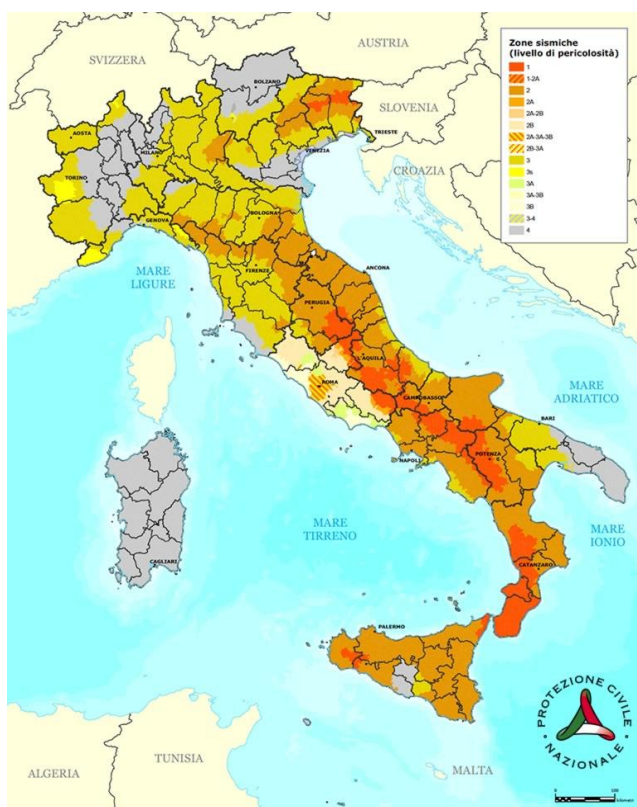 AUSTRIA
SVIZZERA
BOLZANO
SLOVENIA
AOSTA
TRIESTE
MILANO
VENEZIA
CROAZIA
TORINO
MILANO
BOLOGNA
GENOVA
FIRENZE
ANCONA
MARE
LIGURE
PERUGIA
L'AQUILA
ROMA
CAMPOBASSO
MARE
ADRIATICO
BARI
NAPOLI
POTENZA
MARE
TIRRENO
MARE
IONIO
CAGLIARI
CATANZARO
PALERMO
ALGERIA
TUNISIA
MALTA
Zone sismiche
(livello di pericolosità)
1
1-2A
2
2A
2A-2B
2B
2A-3A-3B
2B-3A
3
3s
3A
3A-3B
3B
3-4
4
PROTEZIONE CIVILE
NAZIONALE
0
100